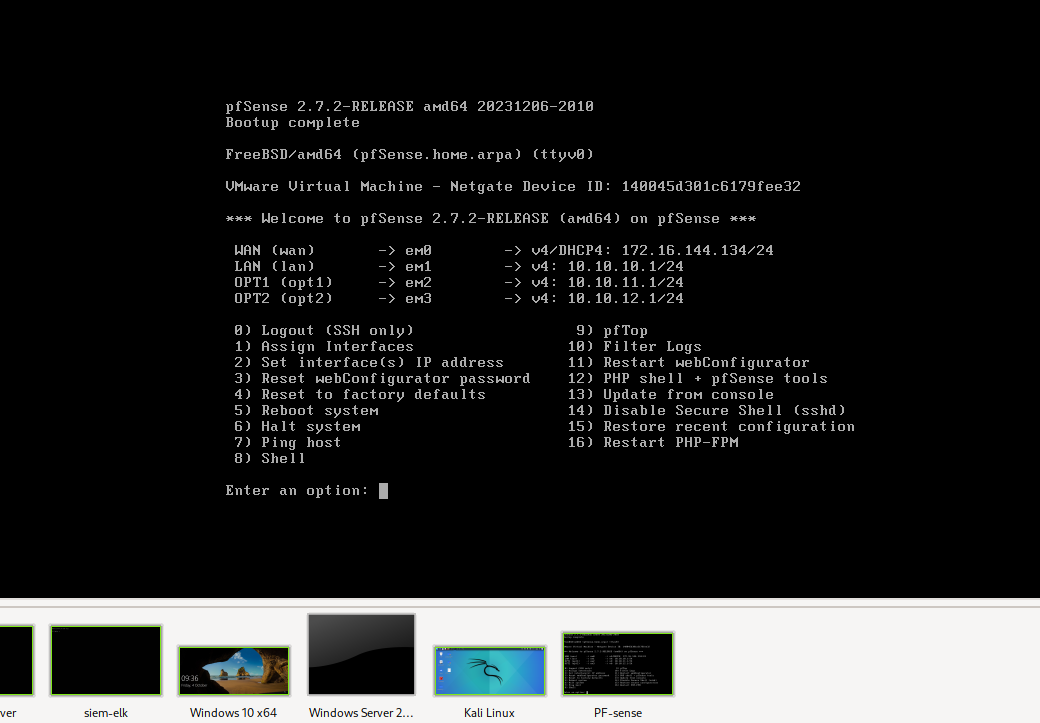 pfSense 2.7.2-RELEASE amd64 20231206-2010
Bootup complete
FreeBSD/amd64 (pfSense.home.arpa) (ttyv0)
VMware Virtual Machine - Netgate Device ID: 140045d301c6179fee32
*** Welcome to pfSense 2.7.2-RELEASE (amd64) on pfSense ***
WAN (wan) -> em0 -> v4/DHCP4: 172.16.144.134/24
LAN (lan) -> em1 -> v4: 10.10.10.1/24
OPT1 (opt1) -> em2 -> v4: 10.10.11.1/24
OPT2 (opt2) -> em3 -> v4: 10.10.12.1/24
0) Logout (SSH only) 9) pfTop
1) Assign Interfaces 10) Filter Logs
2) Set interface(s) IP address 11) Restart webConfigurator
3) Reset webConfigurator password 12) PHP shell + pfSense tools
4) Reset to factory defaults 13) Update from console
5) Reboot system 14) Disable Secure Shell (sshd)
6) Halt system 15) Restore recent configuration
7) Ping host 16) Restart PHP-FPM
8) Shell
Enter an option:
09:36
ver siem-elk Windows 10 x64 Windows Server 2... Kali Linux PF-sense